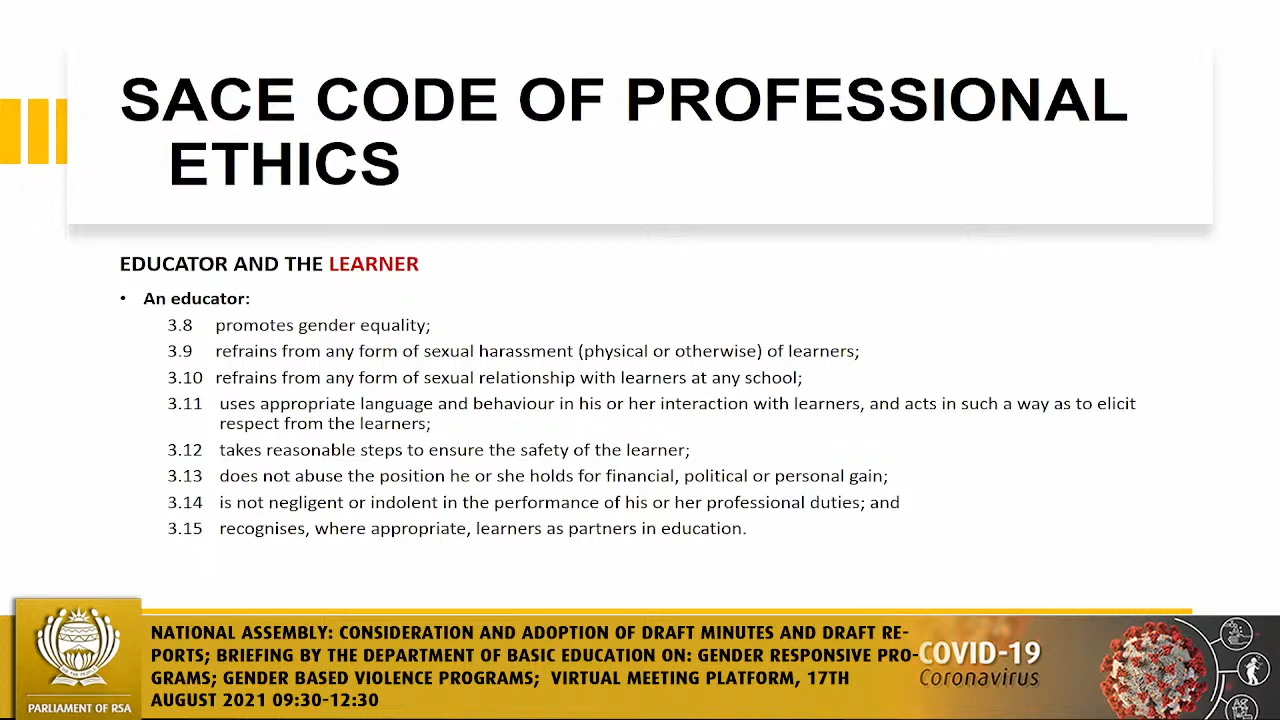 SACE CODE OF PROFESSIONAL
ETHICS
EDUCATOR AND THE LEARNER
• An educator:
3.8 promotes gender equality;
3.9 refrains from any form of sexual harassment (physical or otherwise) of learners;
3.10 refrains from any form of sexual relationship with learners at any school;
3.11 uses appropriate language and behaviour in his or her interaction with learners, and acts in such a way as to elicit
respect from the learners;
3.12 takes reasonable steps to ensure the safety of the learner;
3.13 does not abuse the position he or she holds for financial, political or personal gain;
3.14 is not negligent or indolent in the performance of his or her professional duties; and
3.15 recognises, where appropriate, learners as partners in education.
NATIONAL ASSEMBLY: CONSIDERATION AND ADOPTION OF DRAFT MINUTES AND DRAFT RE-
PORTS; BRIEFING BY THE DEPARTMENT OF BASIC EDUCATION ON: GENDER RESPONSIVE PRO-
GRAMS; GENDER BASED VIOLENCE PROGRAMS; VIRTUAL MEETING PLATFORM, 17TH
AUGUST 2021 09:30-12:30
PARLIAMENT OF RSA
COVID-19
Coronavirus